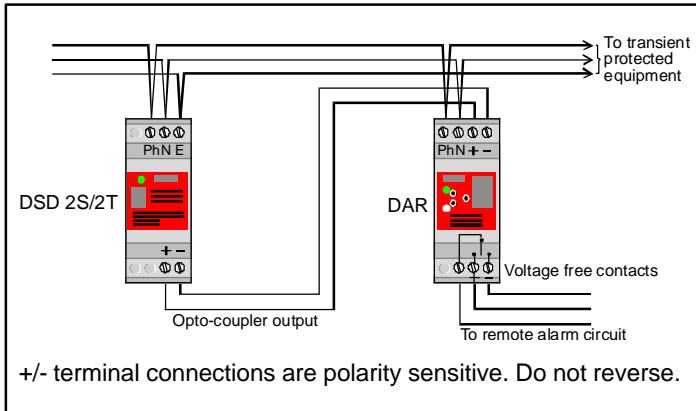 To transient
protected
equipment
Ph N E
Ph N + -
DSD 2S/2T
DAR
+ -
Voltage free contacts
+ -
Opto-coupler output
To remote alarm circuit
+/- terminal connections are polarity sensitive. Do not reverse.